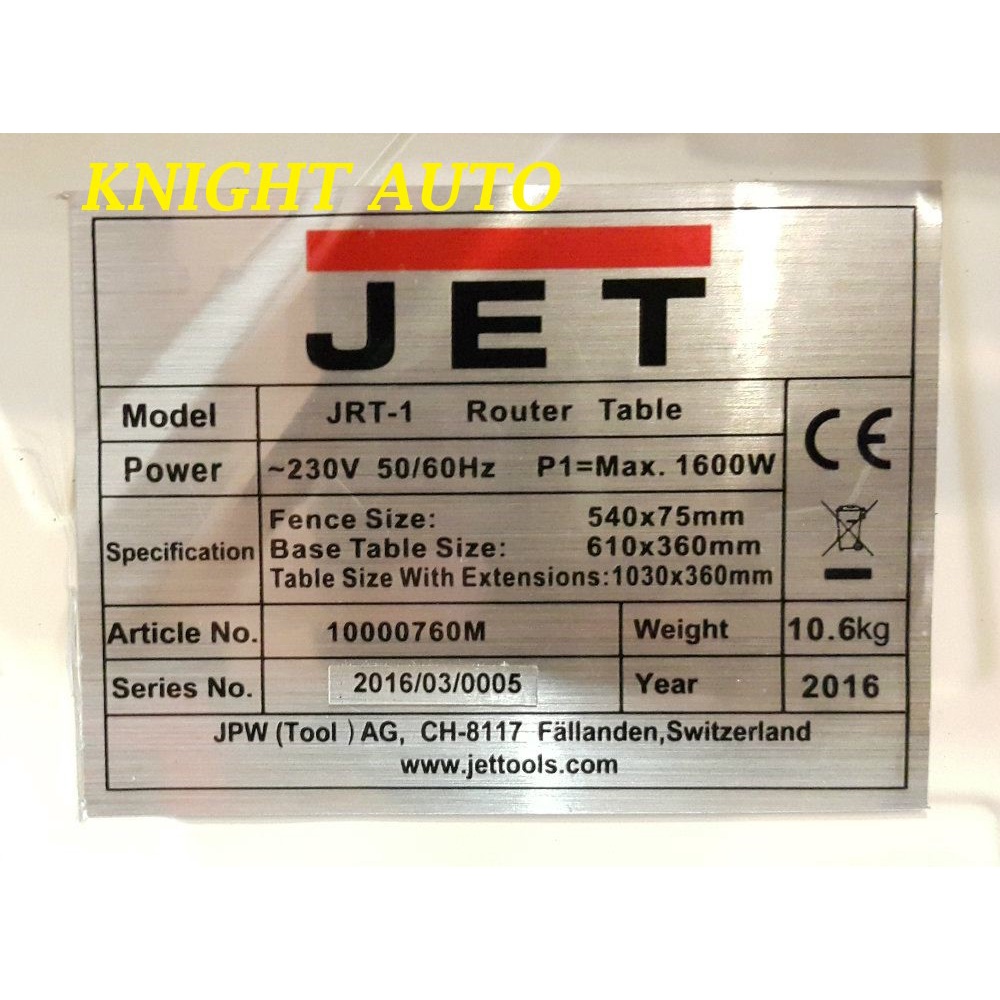 KNIGHT AUTO
JET
Model JRT-1 Router Table
Power ~230V 50/60Hz P1=Max. 1600W
CE
Specification
Fence Size: 540x75mm
Base Table Size: 610x360mm
Table Size With Extensions:1030x360mm
Article No. 10000760M Weight 10.6kg
Series No. 2016/03/0005 Year 2016
JPW (Tool ) AG, CH-8117 Fällanden,Switzerland
www.jettools.com